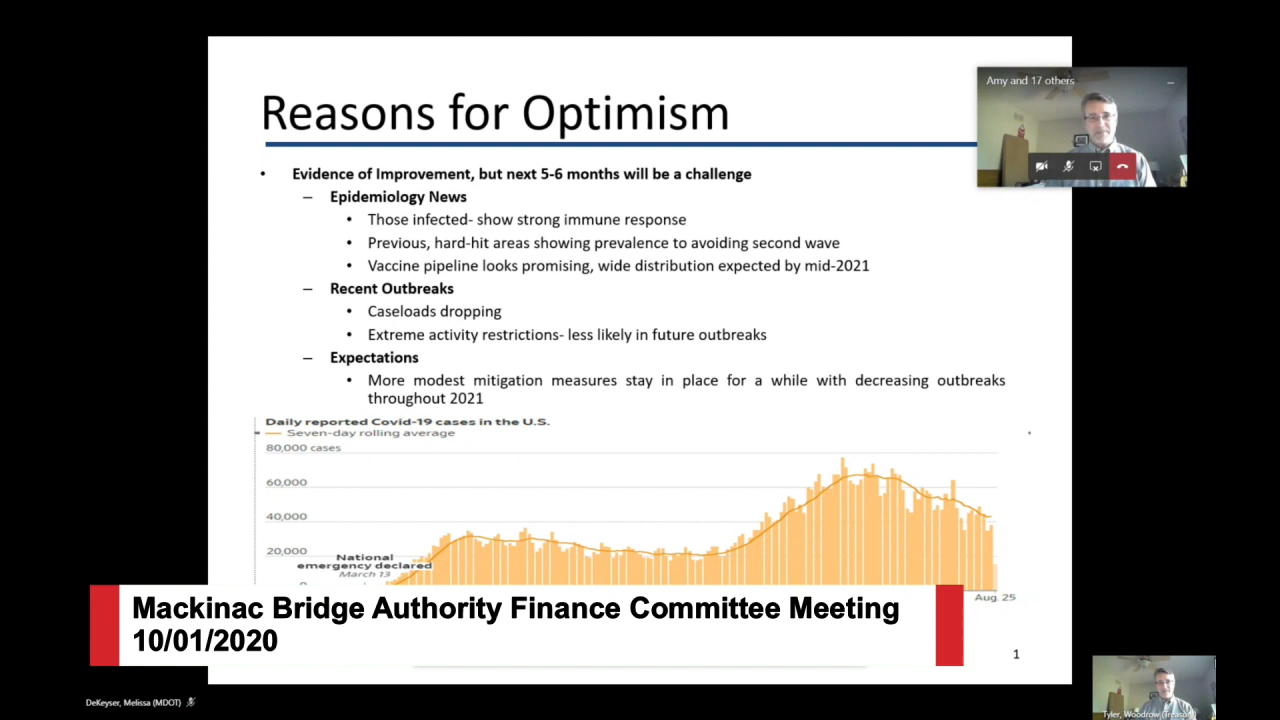 Reasons for Optimism
Amy and 17 others
• Evidence of Improvement, but next 5-6 months will be a challenge
– Epidemiology News
• Those infected- show strong immune response
• Previous, hard-hit areas showing prevalence to avoiding second wave
• Vaccine pipeline looks promising, wide distribution expected by mid-2021
– Recent Outbreaks
• Caseloads dropping
• Extreme activity restrictions- less likely in future outbreaks
– Expectations
• More modest mitigation measures stay in place for a while with decreasing outbreaks
throughout 2021
Daily reported Covid-19 cases in the U.S.
Seven-day rolling average
80,000 cases
60,000
40,000
20,000
National
emergency declared
March 13
0
Aug. 25
Mackinac Bridge Authority Finance Committee Meeting
10/01/2020
1
DeKeyser, Melissa (MDOT)
Tyler, Woodrow (Treasury)